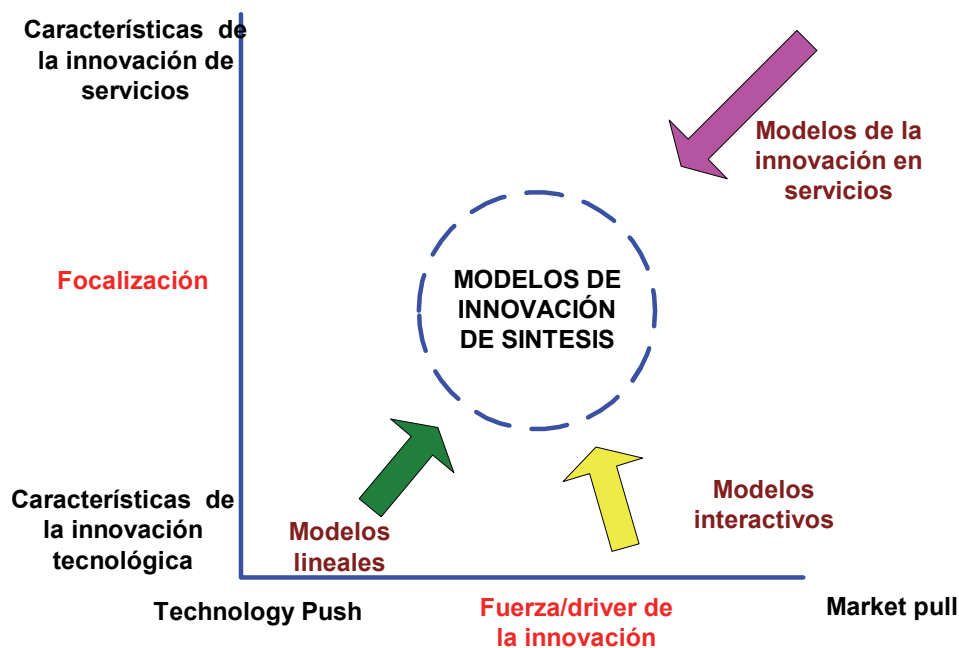 Características de
la innovación de
servicios
Modelos de la
innovación en
servicios
Focalización
MODELOS DE
INNOVACIÓN
DE SINTESIS
Características de
la innovación
tecnológica
Modelos
lineales
Modelos
interactivos
Technology Push
Fuerza/driver de
la innovación
Market pull